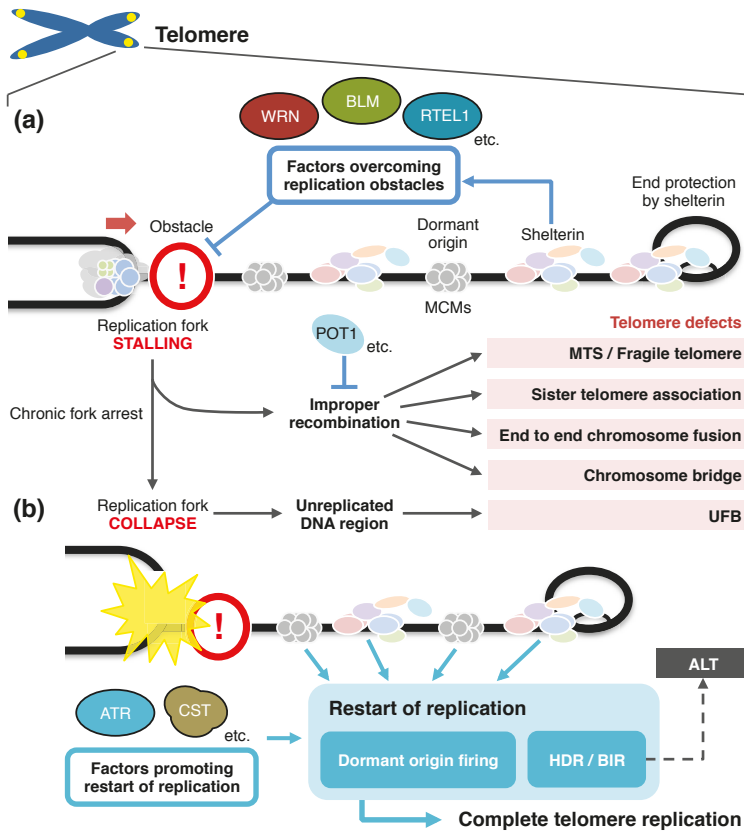 Telomere
(a)
WRN
BLM
RTEL1
etc.
Factors overcoming
replication obstacles
End protection
by shelterin
Obstacle
Dormant
origin
Shelterin
!
MCMs
Replication fork
STALLING
POT1
etc.
Telomere defects
MTS / Fragile telomere
Chronic fork arrest
Improper
recombination
Sister telomere association
End to end chromosome fusion
Chromosome bridge
(b)
Replication fork
COLLAPSE
Unreplicated
DNA region
UFB
!
ALT
ATR
CST
etc.
Factors promoting
restart of replication
Restart of replication
Dormant origin firing
HDR / BIR
Complete telomere replication